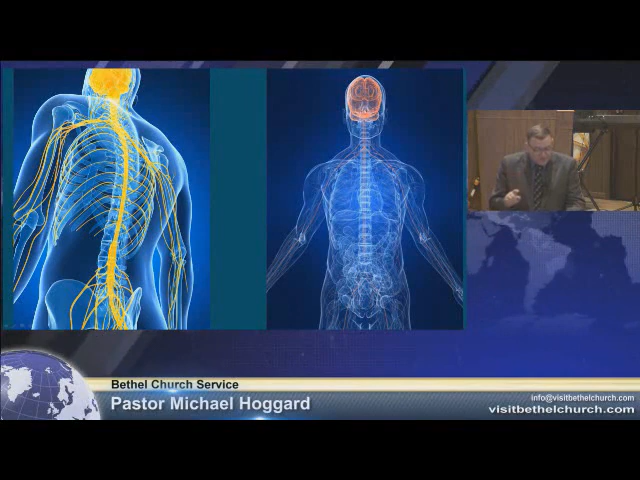 Bethel Church Service
Pastor Michael Hoggard
info@visitbethelchurch.com
visitbethelchurch.com